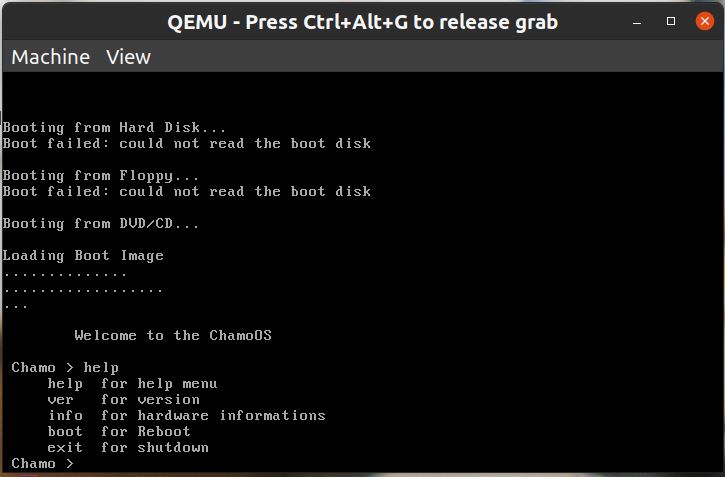 QEMU - Press Ctrl+Alt+G to release grab
Machine View
Booting from Hard Disk...
Boot failed: could not read the boot disk
Booting from Floppy...
Boot failed: could not read the boot disk
Booting from DVD/CD...
Loading Boot Image
..............
..................
...
Welcome to the ChamoOS
Chamo > help
help for help menu
ver for version
info for hardware informations
boot for Reboot
exit for shutdown
Chamo >